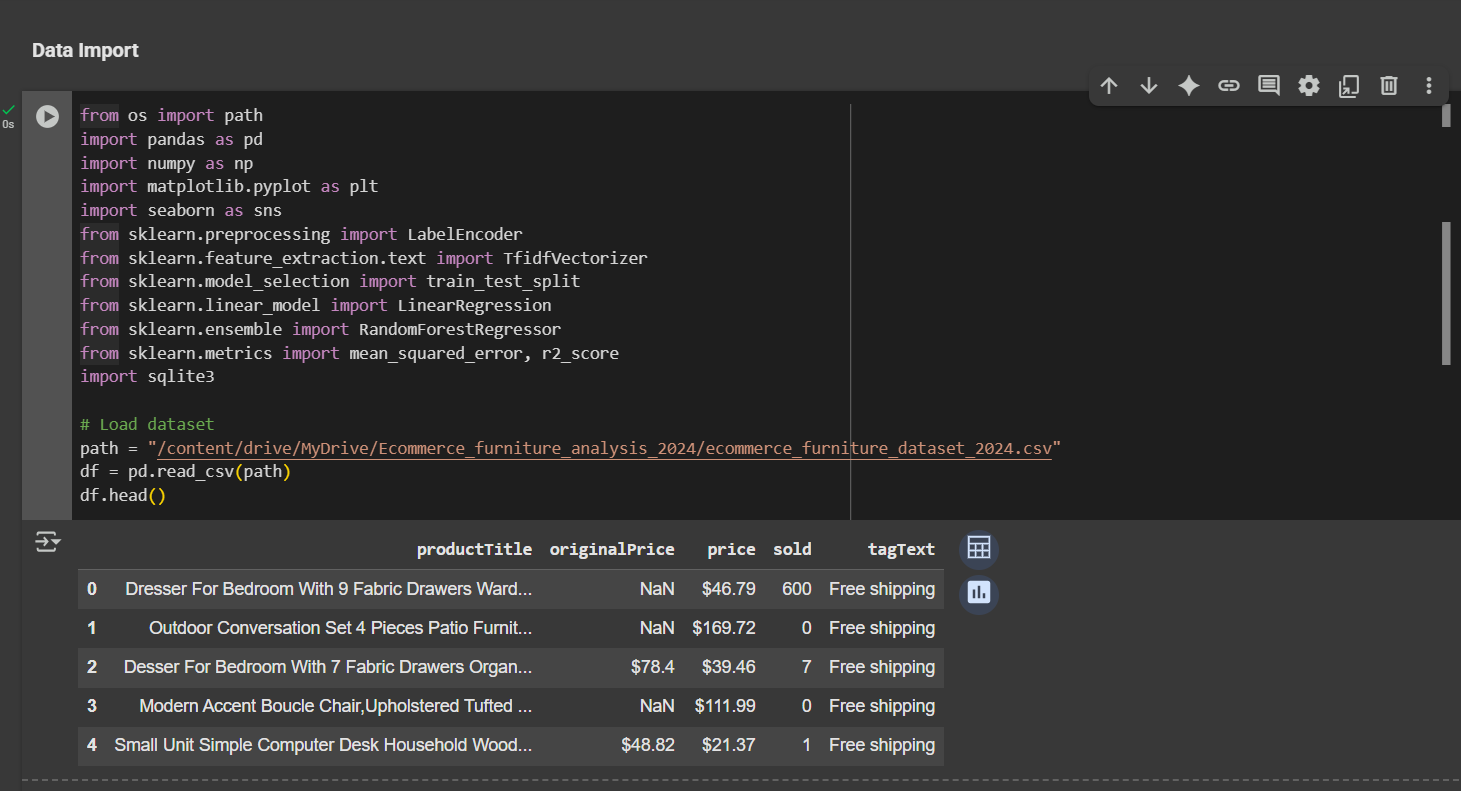 Data Import
0s
from os import path
import pandas as pd
import numpy as np
import matplotlib.pyplot as plt
import seaborn as sns
from sklearn.preprocessing import LabelEncoder
from sklearn.feature_extraction.text import TfidfVectorizer
from sklearn.model_selection import train_test_split
from sklearn.linear_model import LinearRegression
from sklearn.ensemble import RandomForestRegressor
from sklearn.metrics import mean_squared_error, r2_score
import sqlite3
# Load dataset
path = "/content/drive/MyDrive/Ecommerce_furniture_analysis_2024/ecommerce_furniture_dataset_2024.csv"
df = pd.read_csv(path)
df.head()
productTitle originalPrice price sold tagText
0 Dresser For Bedroom With 9 Fabric Drawers Ward... NaN $46.79 600 Free shipping
1 Outdoor Conversation Set 4 Pieces Patio Furnit... NaN $169.72 0 Free shipping
2 Desser For Bedroom With 7 Fabric Drawers Organ... $78.4 $39.46 7 Free shipping
3 Modern Accent Boucle Chair,Upholstered Tufted ... NaN $111.99 0 Free shipping
4 Small Unit Simple Computer Desk Household Wood... $48.82 $21.37 1 Free shipping